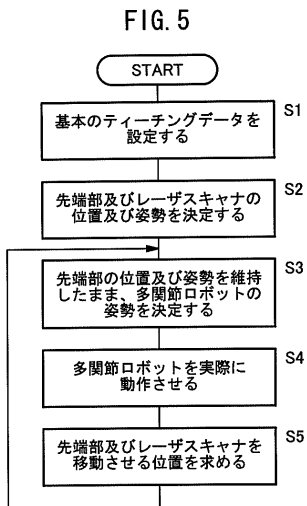 FIG. 5
START
S1
基本のティーチングデータを
設定する
S2
先端部及びレーザスキャナの
位置及び姿勢を決定する
S3
先端部の位置及び姿勢を維持
したまま、多関節ロボットの
姿勢を決定する
S4
多関節ロボットを実際に
動作させる
S5
先端部及びレーザスキャナを
移動させる位置を求める